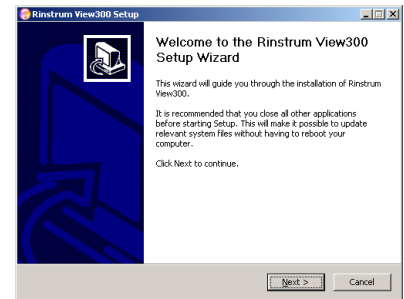 Rinstrum View300 Setup
Welcome to the Rinstrum View300
Setup Wizard
This wizard will guide you through the installation of Rinstrum
View300.
It is recommended that you close all other applications
before starting Setup. This will make it possible to update
relevant system files without having to reboot your
computer.
Click Next to continue.
Next >
Cancel